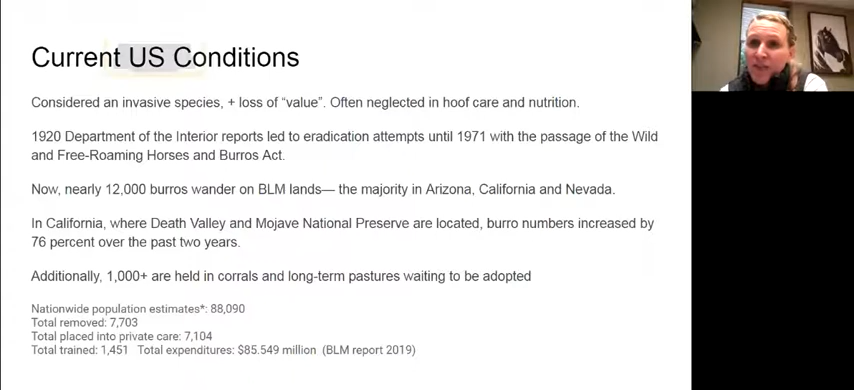 Current US Conditions
Considered an invasive species, + loss of “value”. Often neglected in hoof care and nutrition.
1920 Department of the Interior reports led to eradication attempts until 1971 with the passage of the Wild
and Free-Roaming Horses and Burros Act.
Now, nearly 12,000 burros wander on BLM lands— the majority in Arizona, California and Nevada.
In California, where Death Valley and Mojave National Preserve are located, burro numbers increased by
76 percent over the past two years.
Additionally, 1,000+ are held in corrals and long-term pastures waiting to be adopted
Nationwide population estimates*: 88,090
Total removed: 7,703
Total placed into private care: 7,104
Total trained: 1,451 Total expenditures: $85.549 million (BLM report 2019)